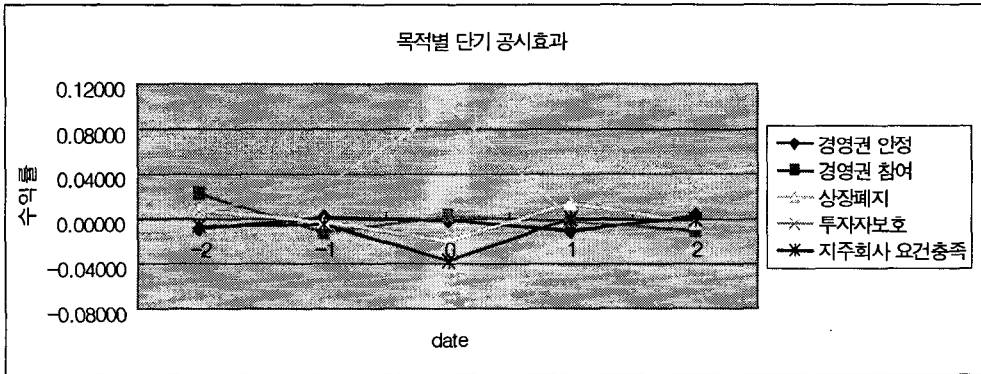 목적별 단기 공시효과
0.12000
0.08000
0.04000
0.00000
-0.04000
-0.08000
수익률
-2
-1
0
1
2
date
경영권 안정
경영권 참여
상장폐지
투자자보호
지주회사 요건충족